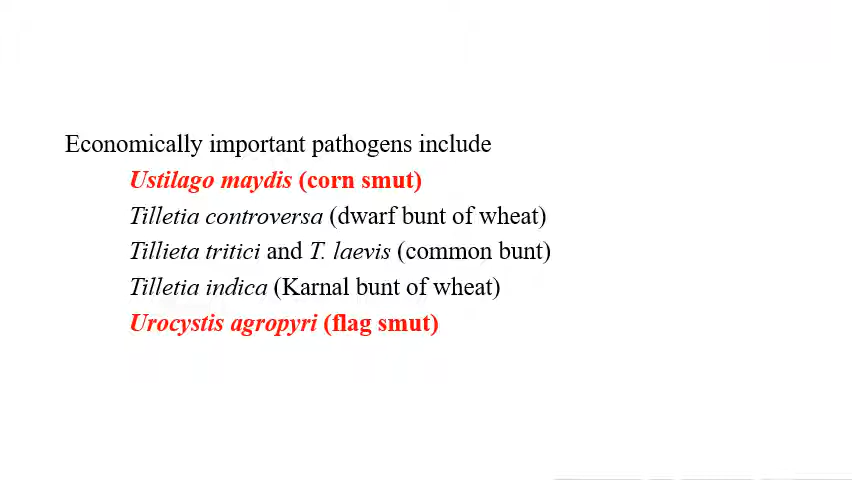 Economically important pathogens include
Ustilago maydis (corn smut)
Tilletia controversa (dwarf bunt of wheat)
Tillieta tritici and T. laevis (common bunt)
Tilletia indica (Karnal bunt of wheat)
Urocystis agropyri (flag smut)